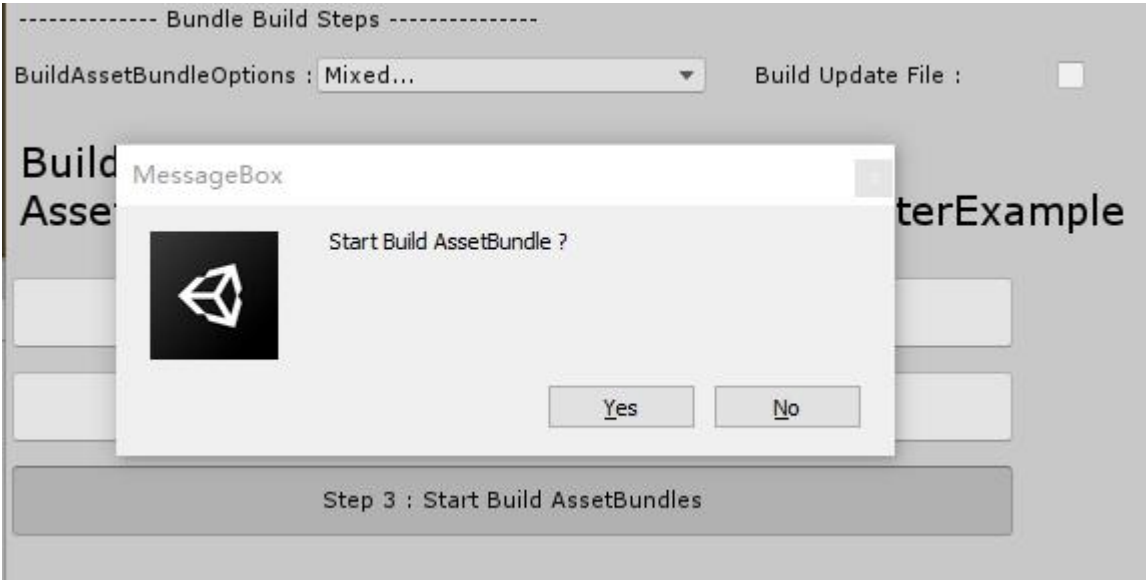 -------------- Bundle Build Steps ---------------
BuildAssetBundleOptions : Mixed...
Build Update File :
Build
MessageBox
Asse
terExample
Start Build AssetBundle ?
Yes
No
Step 3 : Start Build AssetBundles